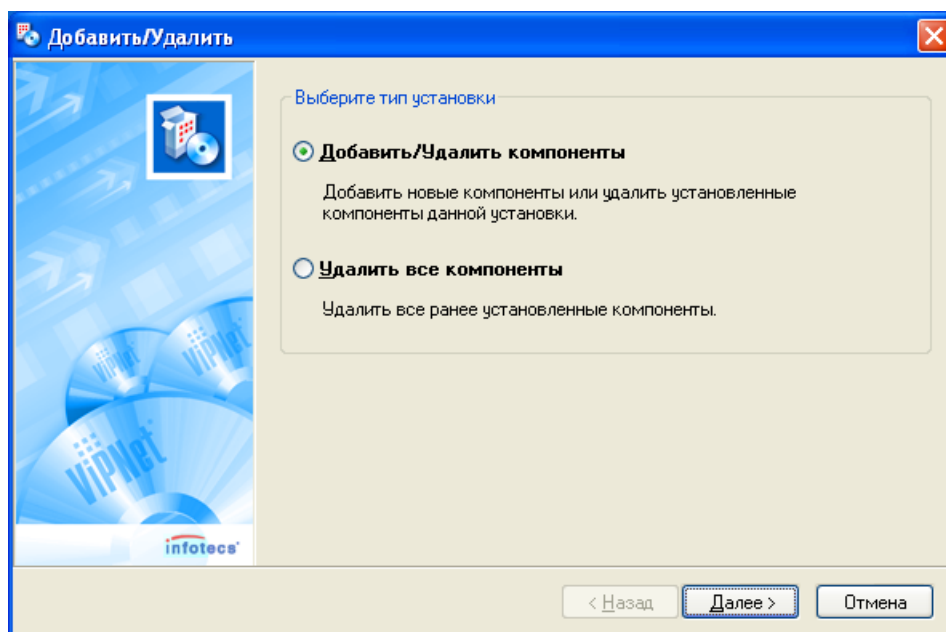 Добавить/Удалить
Выберите тип установки
Добавить/Удалить компоненты
Добавить новые компоненты или удалить установленные
компоненты данной установки.
Удалить все компоненты
Удалить все ранее установленные компоненты.
ViPNet
ViPNet
ViPNet
infotecs
< Назад
Далее >
Отмена